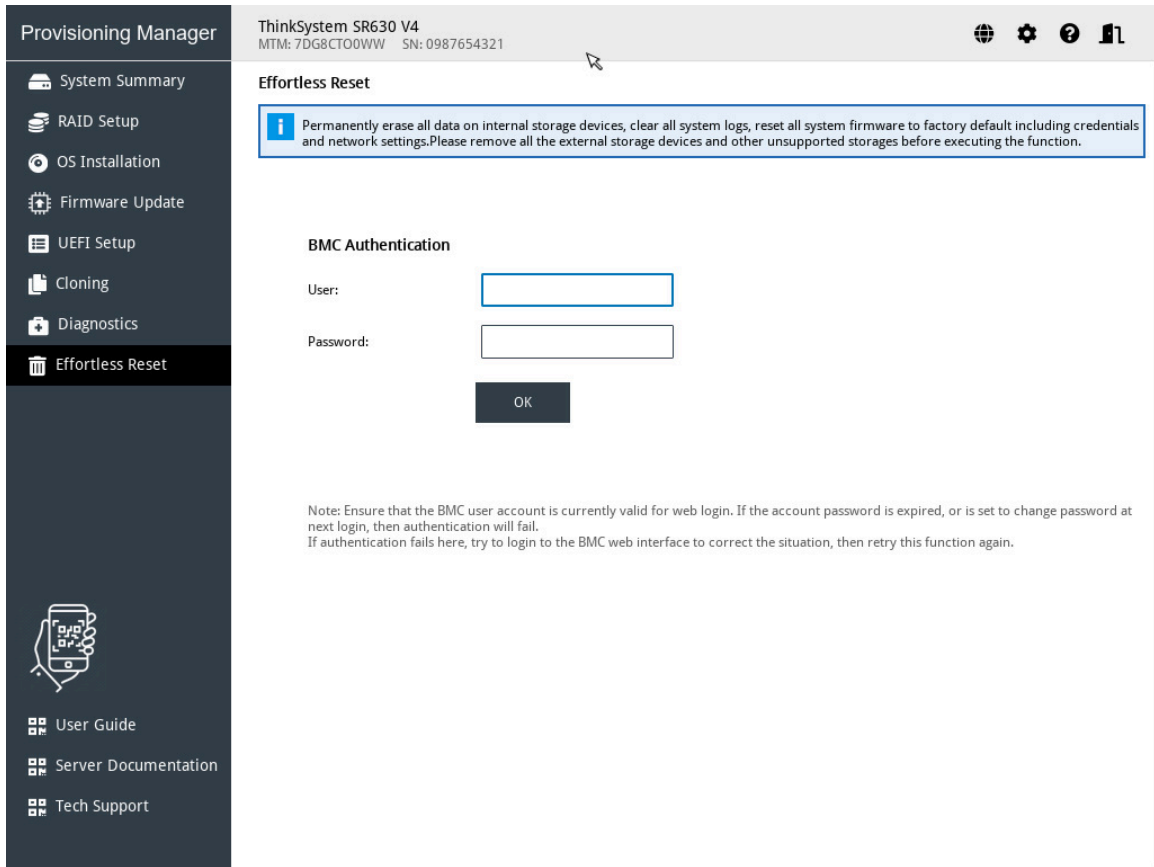 Provisioning Manager
ThinkSystem SR630 V4
MTM: 7DG8CTO0WW SN: 0987654321
System Summary
RAID Setup
OS Installation
Firmware Update
UEFI Setup
Cloning
Diagnostics
Effortless Reset
User Guide
Server Documentation
Tech Support
Effortless Reset
Permanently erase all data on internal storage devices, clear all system logs, reset all system firmware to factory default including credentials
and network settings.Please remove all the external storage devices and other unsupported storages before executing the function.
BMC Authentication
User:
Password:
OK
Note: Ensure that the BMC user account is currently valid for web login. If the account password is expired, or is set to change password at
next login, then authentication will fail.
If authentication fails here, try to login to the BMC web interface to correct the situation, then retry this function again.